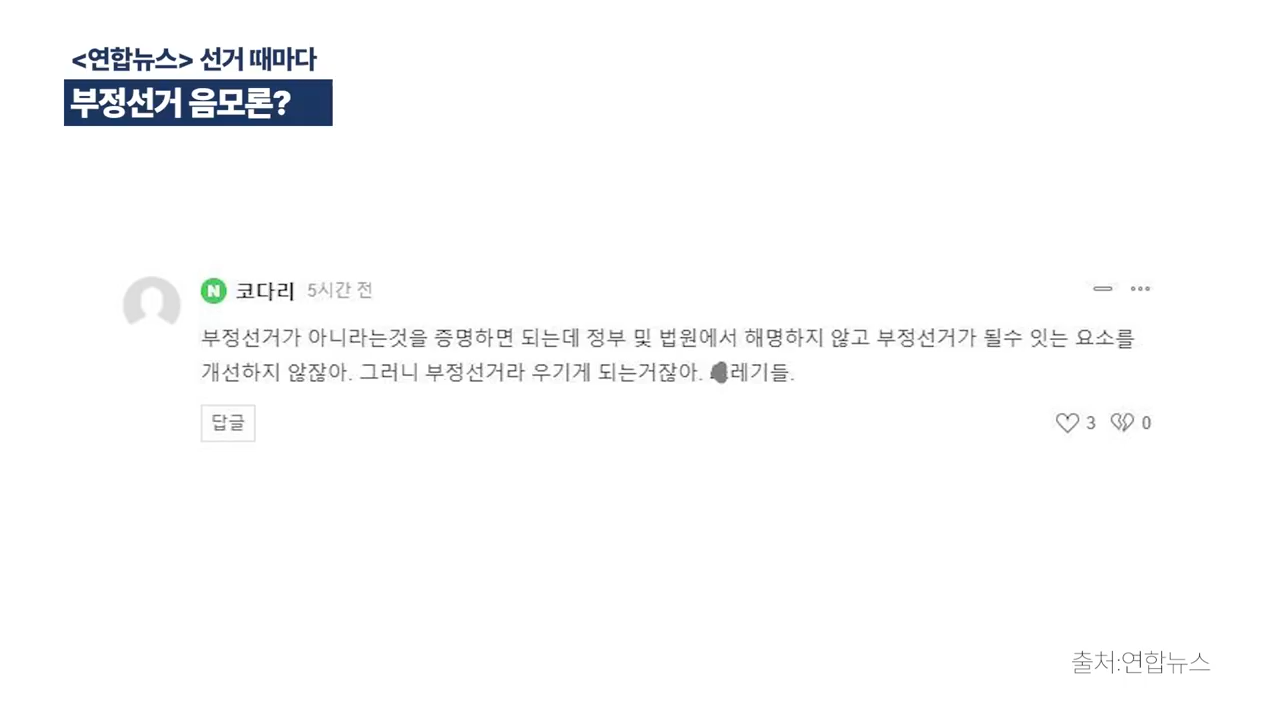 <연합뉴스> 선거 때마다
부정선거 음모론?
N 코다리 5시간 전
부정선거가 아니라는것을 증명하면 되는데 정부 및 법원에서 해명하지 않고 부정선거가 될수 잇는 요소를
개선하지 않잖아. 그러니 부정선거라 우기게 되는거잖아. 레기들.
답글
3 0
출처:연합뉴스